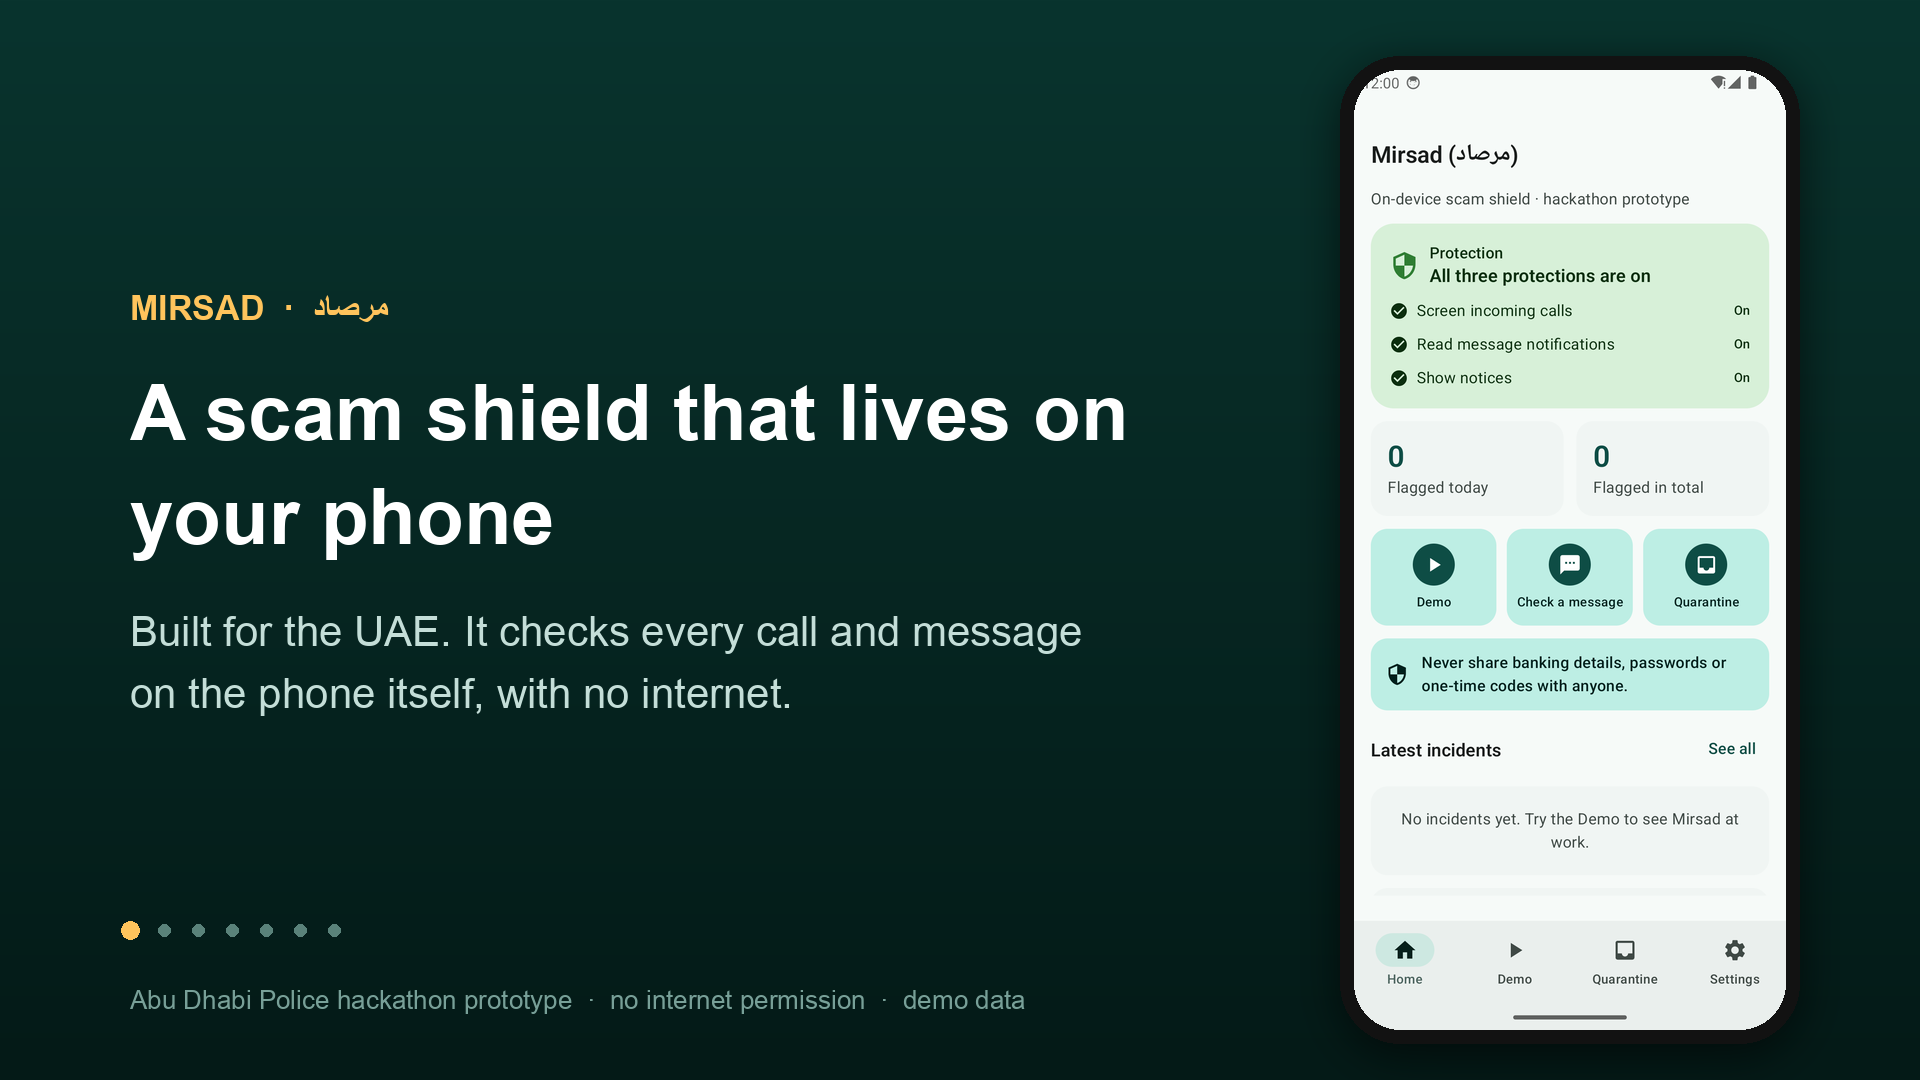 MIRSAD · مرصاد
A scam shield that lives on
your phone
Built for the UAE. It checks every call and message
on the phone itself, with no internet.
Abu Dhabi Police hackathon prototype · no internet permission · demo data
2:00
Mirsad (مرصاد)
On-device scam shield · hackathon prototype
Protection
All three protections are on
Screen incoming calls On
Read message notifications On
Show notices On
0 0
Flagged today Flagged in total
Demo Check a message Quarantine
Never share banking details, passwords or
one-time codes with anyone.
Latest incidents See all
No incidents yet. Try the Demo to see Mirsad at
work.
Home Demo Quarantine Settings